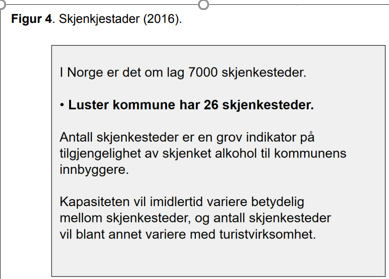 Figur 4. Skjenkjestader (2016).
I Norge er det om lag 7000 skjenkesteder.
• Luster kommune har 26 skjenkesteder.
Antall skjenkesteder er en grov indikator på
tilgjengelighet av skjenket alkohol til kommunens
innbyggere.
Kapasiteten vil imidlertid variere betydelig
mellom skjenkesteder, og antall skjenkesteder
vil blant annet variere med turistvirksomhet.